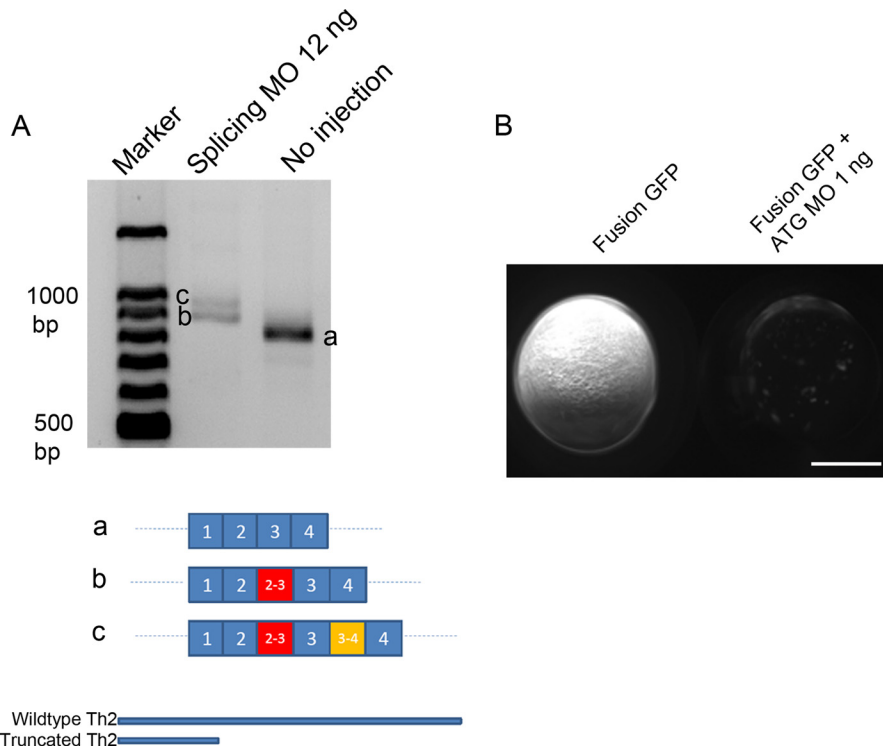 A
Marker
Splicing MO 12 ng
No injection
1000
bp
c
b
a
500
bp
B
Fusion GFP
Fusion GFP +
ATG MO 1 ng
a
1 2 3 4
b
1 2 2-3 3 4
c
1 2 2-3 3 3-4 4
Wildtype Th2
Truncated Th2